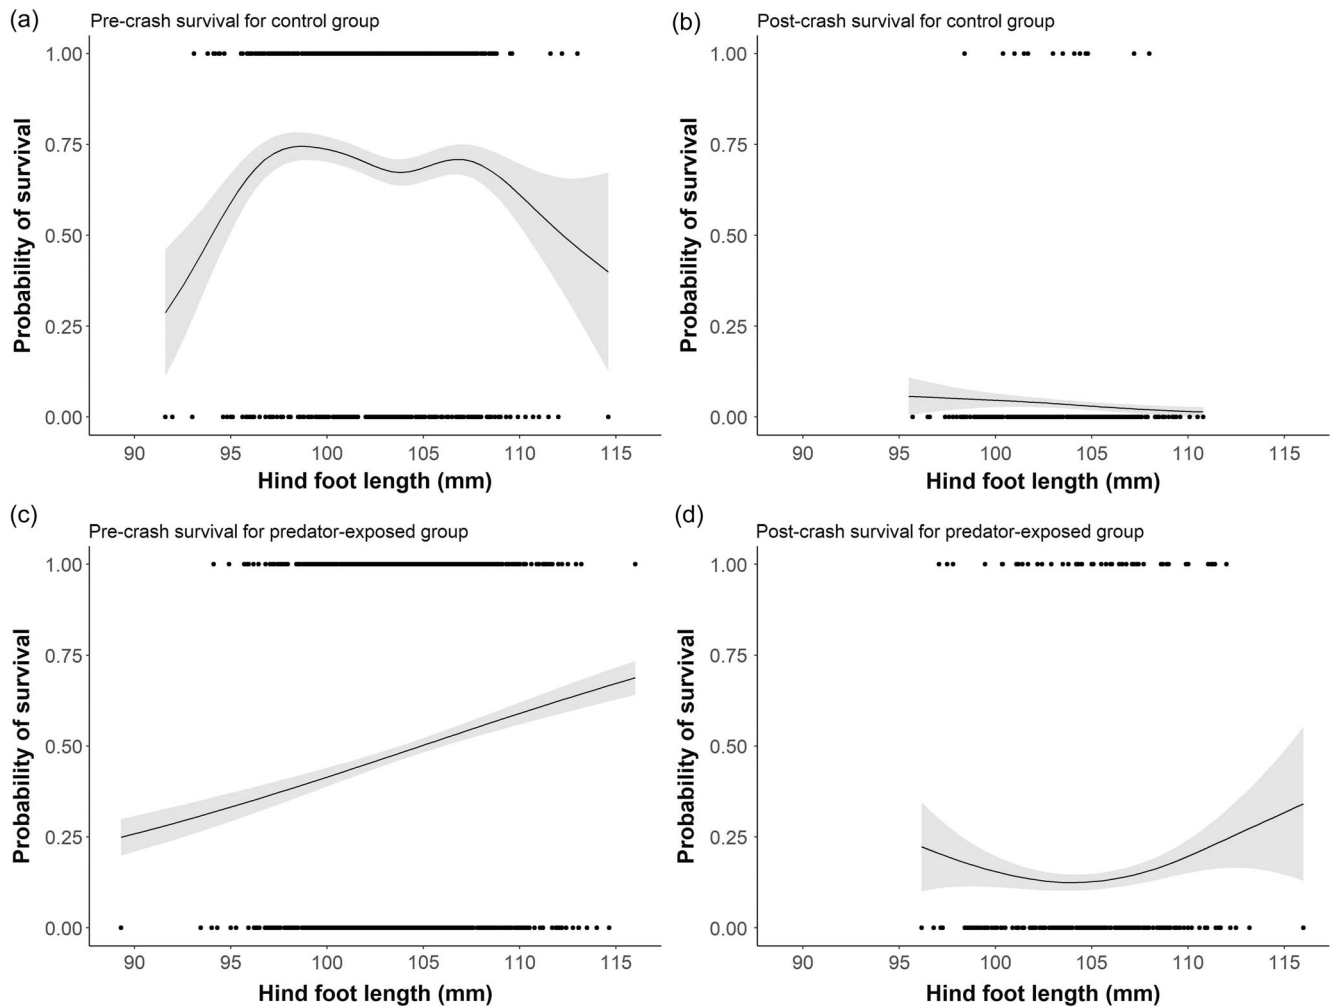 (a)
Pre-crash survival for control group
1.00
0.75
0.50
0.25
0.00
Probability of survival
90 95 100 105 110 115
Hind foot length (mm)
(b)
Post-crash survival for control group
1.00
0.75
0.50
0.25
0.00
Probability of survival
90 95 100 105 110 115
Hind foot length (mm)
(c)
Pre-crash survival for predator-exposed group
1.00
0.75
0.50
0.25
0.00
Probability of survival
90 95 100 105 110 115
Hind foot length (mm)
(d)
Post-crash survival for predator-exposed group
1.00
0.75
0.50
0.25
0.00
Probability of survival
90 95 100 105 110 115
Hind foot length (mm)